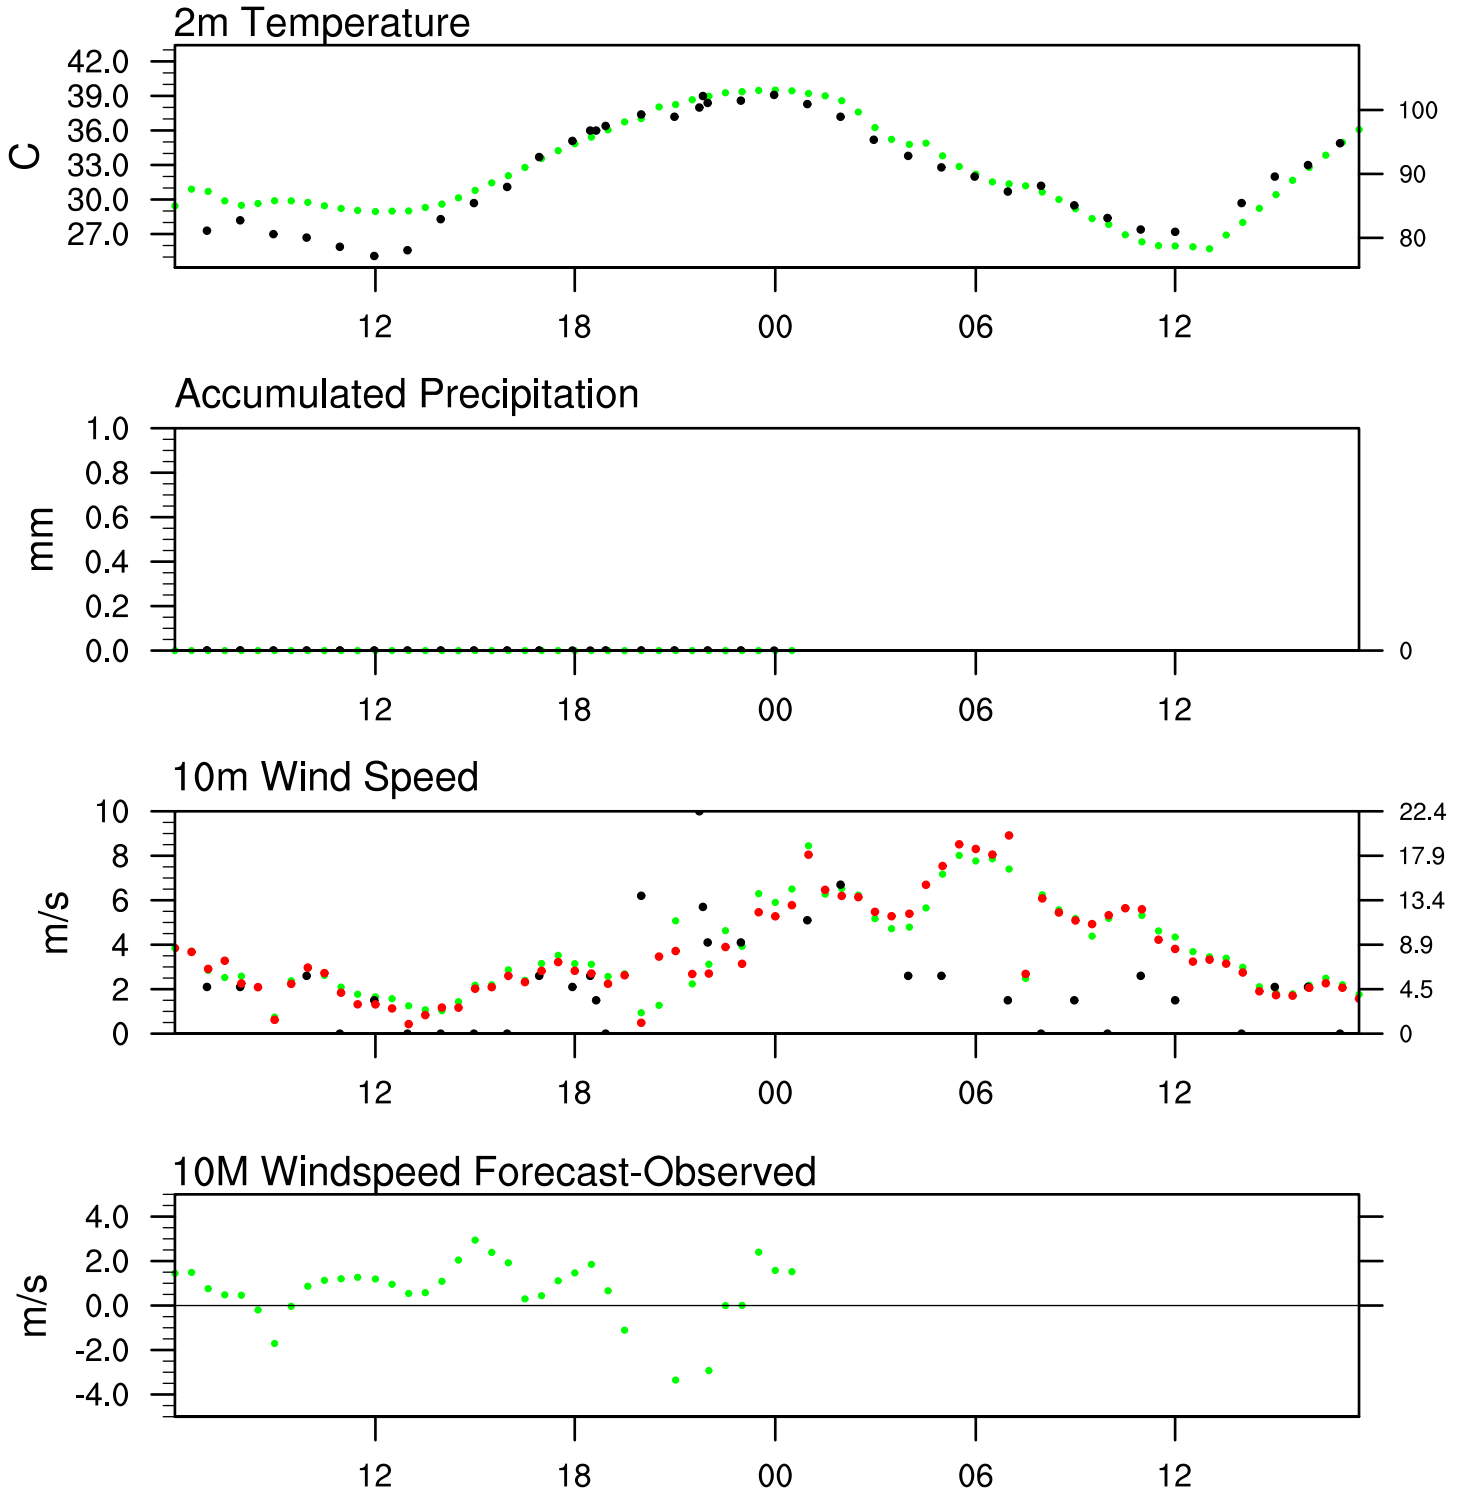 2m Temperature
42.0
39.0
36.0
33.0
30.0
27.0
C
100
90
80
12 18 00 06 12
Accumulated Precipitation
1.0
0.8
0.6
0.4
0.2
0.0
mm
0
12 18 00 06 12
10m Wind Speed
10
8
6
4
2
0
m/s
22.4
17.9
13.4
8.9
4.5
0
12 18 00 06 12
10M Windspeed Forecast-Observed
4.0
2.0
0.0
-2.0
-4.0
m/s
12 18 00 06 12